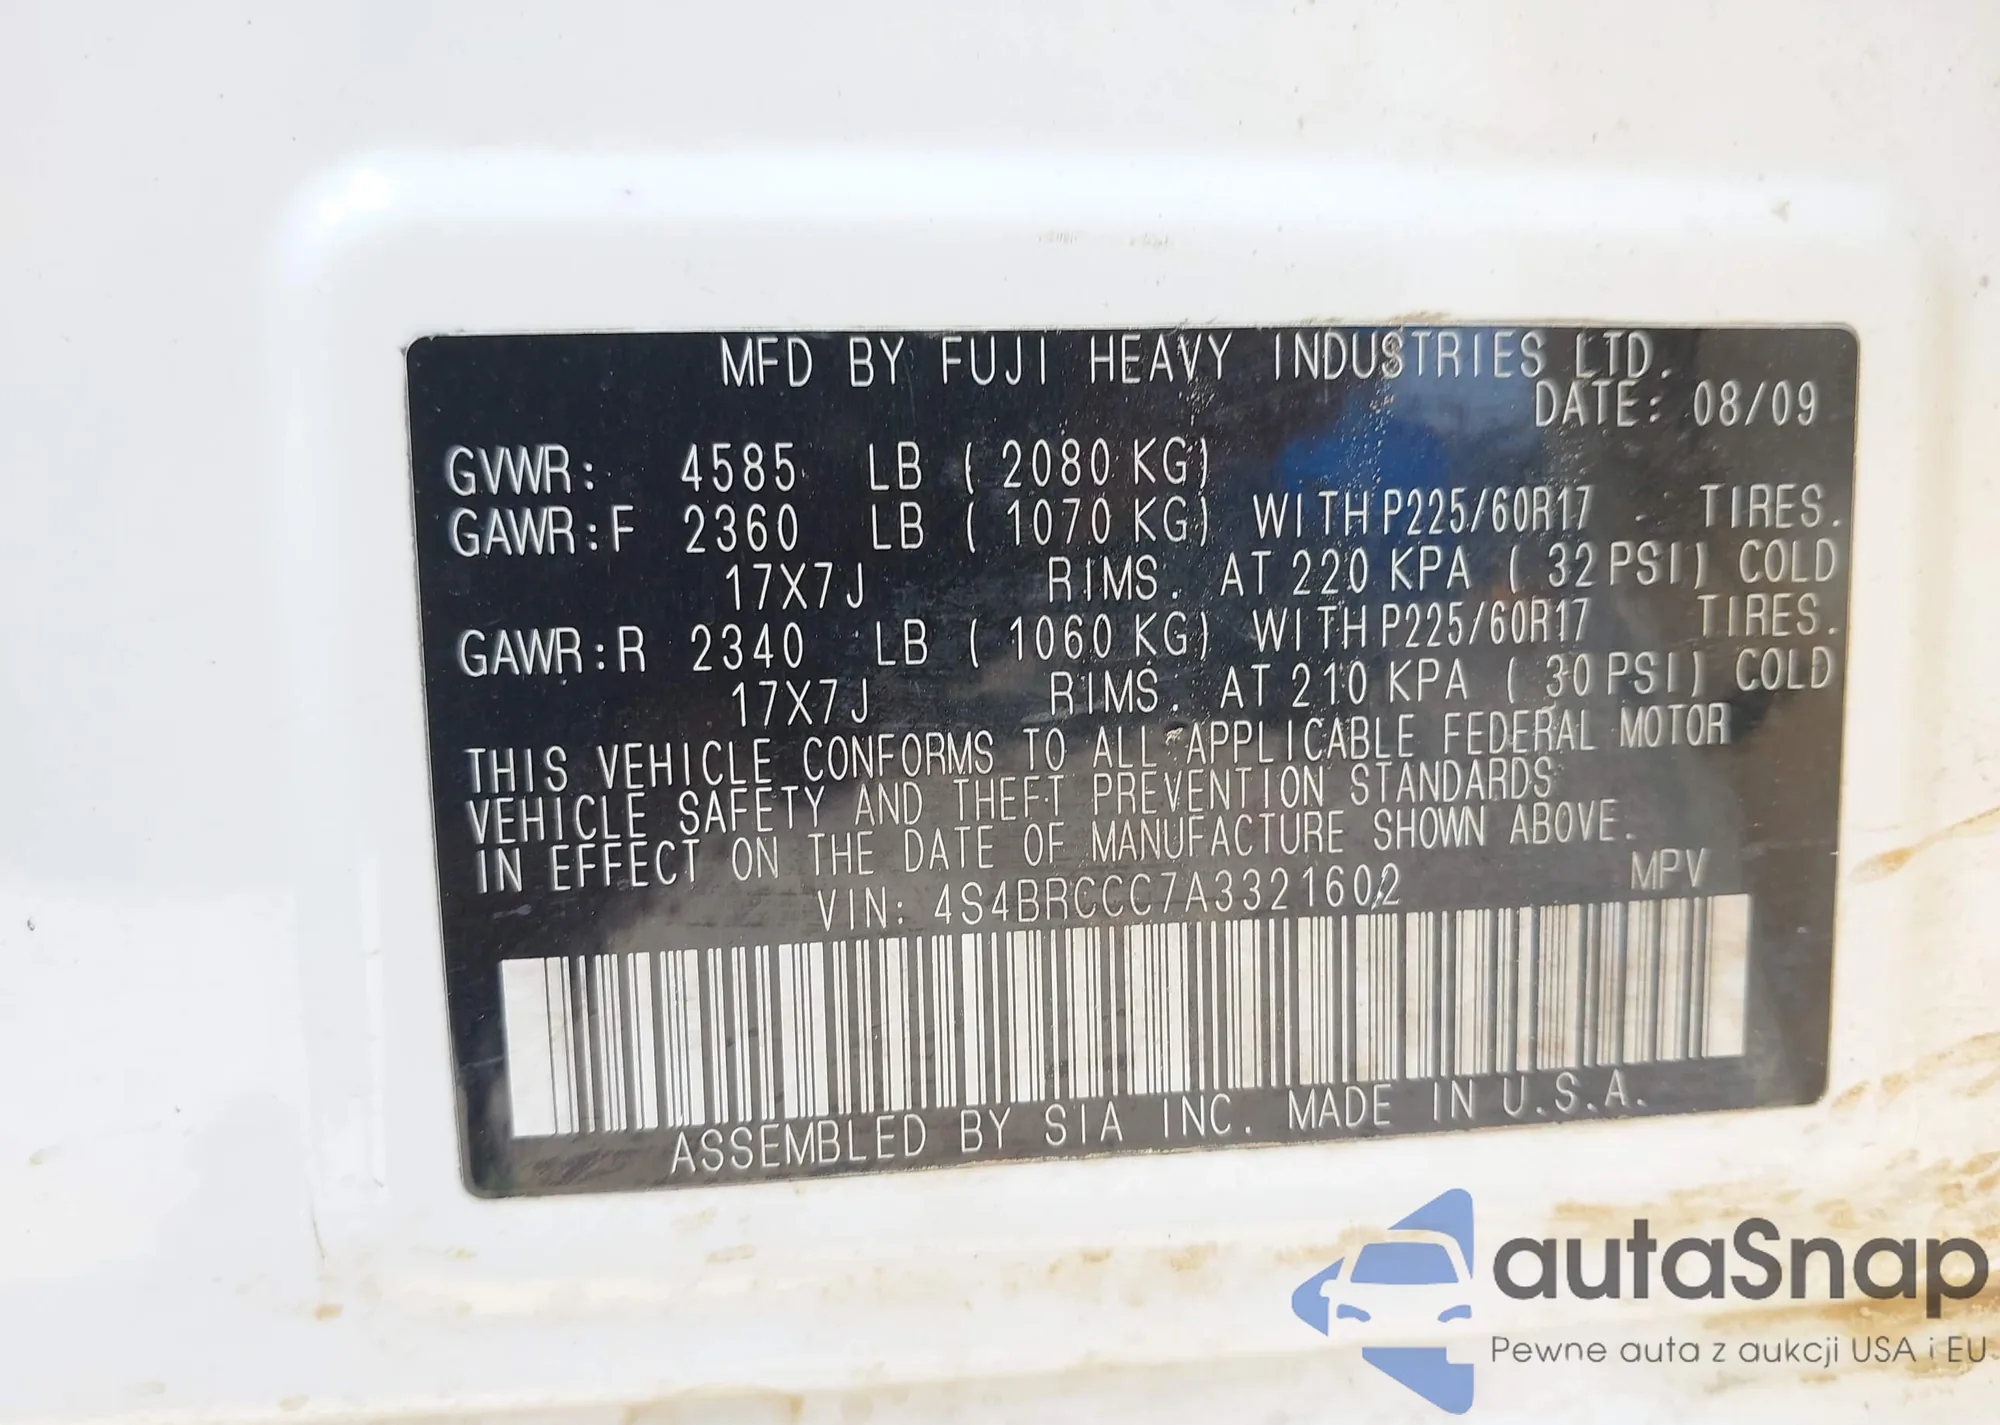 MFD BY FUJI HEAVY INDUSTRIES LTD.
DATE: 08/09
GVWR: 4585 LB ( 2080 KG)
GAWR:F 2360 LB ( 1070 KG) WITH P225/60R17 TIRES.
17X7J RIMS. AT 220 KPA ( 32 PSI) COLD
GAWR:R 2340 LB ( 1060 KG) WITH P225/60R17 TIRES.
17X7J RIMS. AT 210 KPA ( 30 PSI) COLD
THIS VEHICLE CONFORMS TO ALL APPLICABLE FEDERAL MOTOR
VEHICLE SAFETY AND THEFT PREVENTION STANDARDS
IN EFFECT ON THE DATE OF MANUFACTURE SHOWN ABOVE.
VIN: 4S4BRCCC7A3321602 MPV
ASSEMBLED BY SIA INC. MADE IN U.S.A.
autaSnap
Pewne auta z aukcji USA i EU